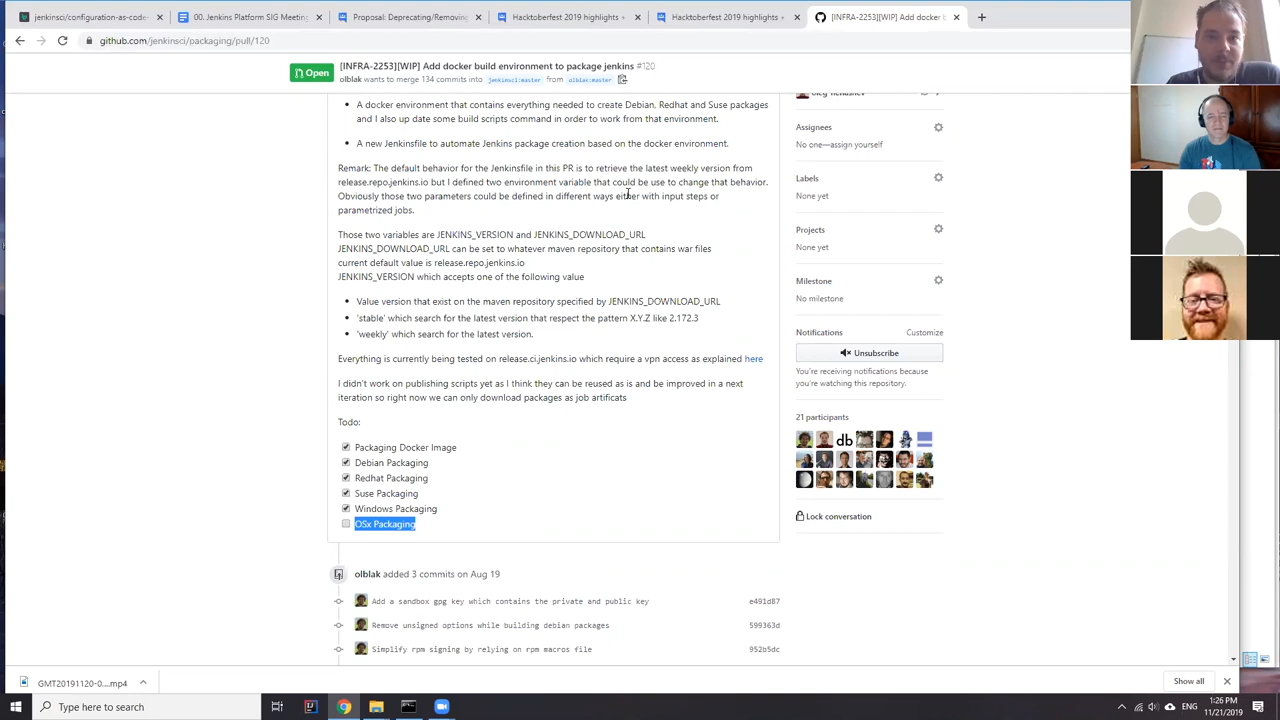 jenkinsci/configuration-as-code-
00. Jenkins Platform SIG Meeting
Proposal: Deprecating/Removing
Hacktoberfest 2019 highlights +
Hacktoberfest 2019 highlights +
[INFRA-2253][WIP] Add docker b
github.com/jenkinsci/packaging/pull/120
Open
[INFRA-2253][WIP] Add docker build environment to package jenkins #120
olblak wants to merge 134 commits into jenkinsci:master from olblak:master
A docker environment that contains everything needed to create Debian, Redhat and Suse packages
and I also up date some build scripts command in order to work from that environment.
A new Jenkinsfile to automate Jenkins package creation based on the docker environment.
Remark: The default behavior for the Jenkinsfile in this PR is to retrieve the latest weekly version from
release.repo.jenkins.io but I defined two environment variable that could be use to change that behavior.
Obviously those two parameters could be defined in different ways either with input steps or
parametrized jobs.
Those two variables are JENKINS_VERSION and JENKINS_DOWNLOAD_URL
JENKINS_DOWNLOAD_URL can be set to whatever maven repository that contains war files
current default value is release.repo.jenkins.io
JENKINS_VERSION which accepts one of the following value
Value version that exist on the maven repository specified by JENKINS_DOWNLOAD_URL
'stable' which search for the latest version that respect the pattern X.Y.Z like 2.172.3
'weekly' which search for the latest version.
Everything is currently being tested on release.ci.jenkins.io which require a vpn access as explained here
I didn't work on publishing scripts yet as I think they can be reused as is and be improved in a next
iteration so right now we can only download packages as job artificats
Todo:
Packaging Docker Image
Debian Packaging
Redhat Packaging
Suse Packaging
Windows Packaging
OSx Packaging
olblak added 3 commits on Aug 19
Add a sandbox gpg key which contains the private and public key e491d87
Remove unsigned options while building debian packages 599363d
Simplify rpm signing by relying on rpm macros file 952b5dc
Assignees
No one—assign yourself
Labels
None yet
Projects
None yet
Milestone
No milestone
Notifications Customize
Unsubscribe
You're receiving notifications because
you're watching this repository.
21 participants
db
Lock conversation
GMT20191120-0....mp4
Show all
Type here to search
ENG
1:26 PM
11/21/2019